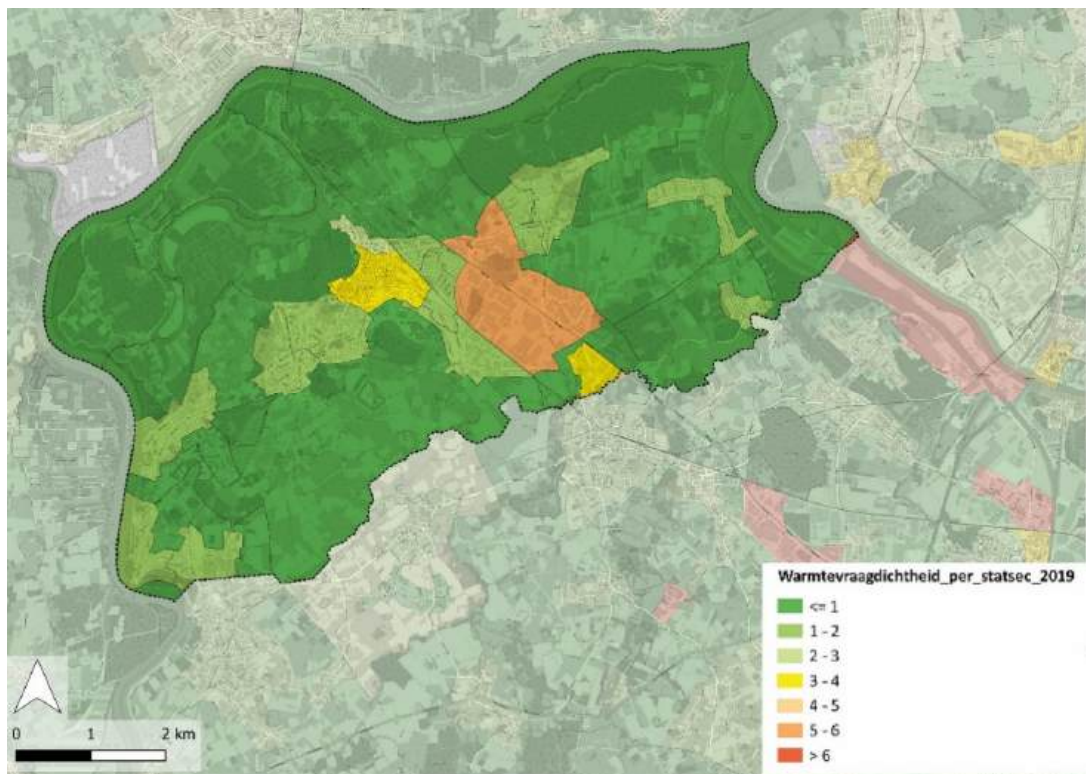 Warmtevraagdichtheid_per_statsec_2019
<= 1
1 - 2
2 - 3
3 - 4
4 - 5
5 - 6
> 6
0 1 2 km